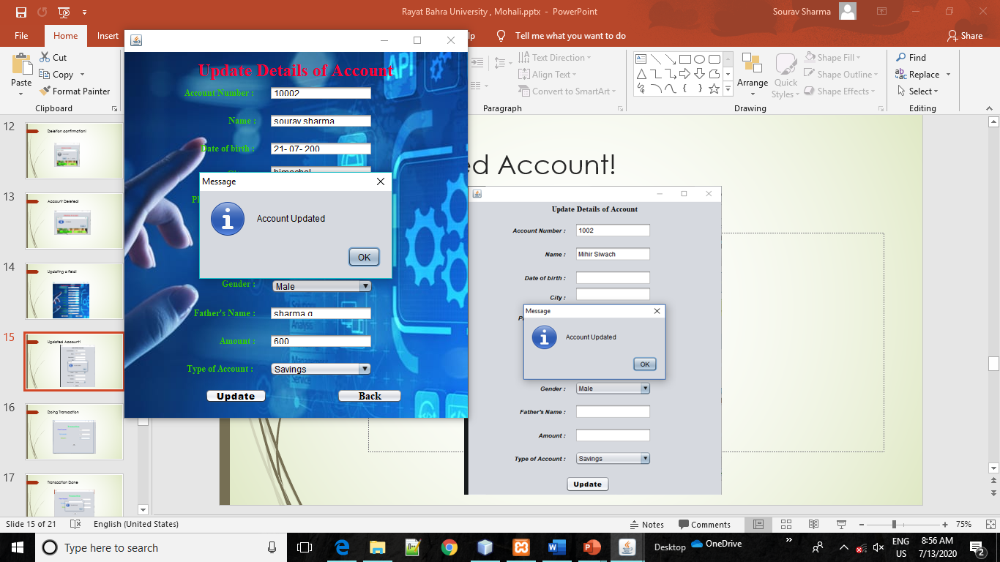 Rayat Bahra University , Mohali.pptx - PowerPoint
Sourav Sharma
File
Home
Insert
lp
Tell me what you want to do
Share
Paste
Cut
Copy
Format Painter
Clipboard
Text Direction
Align Text
Convert to SmartArt
Paragraph
Arrange
Quick
Styles
Shape Fill
Shape Outline
Shape Effects
Drawing
Find
Replace
Select
Editing
12
Deletion confirmation!
13
Account Deleted!
14
Updating a field!
15
Updated Account!
16
Doing Transaction
17
Transaction Done
API
Update Details of Account
Account Number : 10002
Name : sourav sharma
Date of birth : 21- 07- 200
himachal
Message
Account Updated
OK
Gender : Male
Father's Name : sharma g
Analysis
Amount : 600
Type of Account : Savings
Update
Back
ed Account!
Update Details of Account
Account Number : 1002
Name : Mihir Siwach
Date of birth :
City :
Message
Account Updated
OK
Gender : Male
Father's Name :
Amount :
Type of Account : Savings
Update
Slide 15 of 21
English (United States)
Notes
Comments
75%
Type here to search
Desktop
OneDrive
ENG
US
8:56 AM
7/13/2020
2